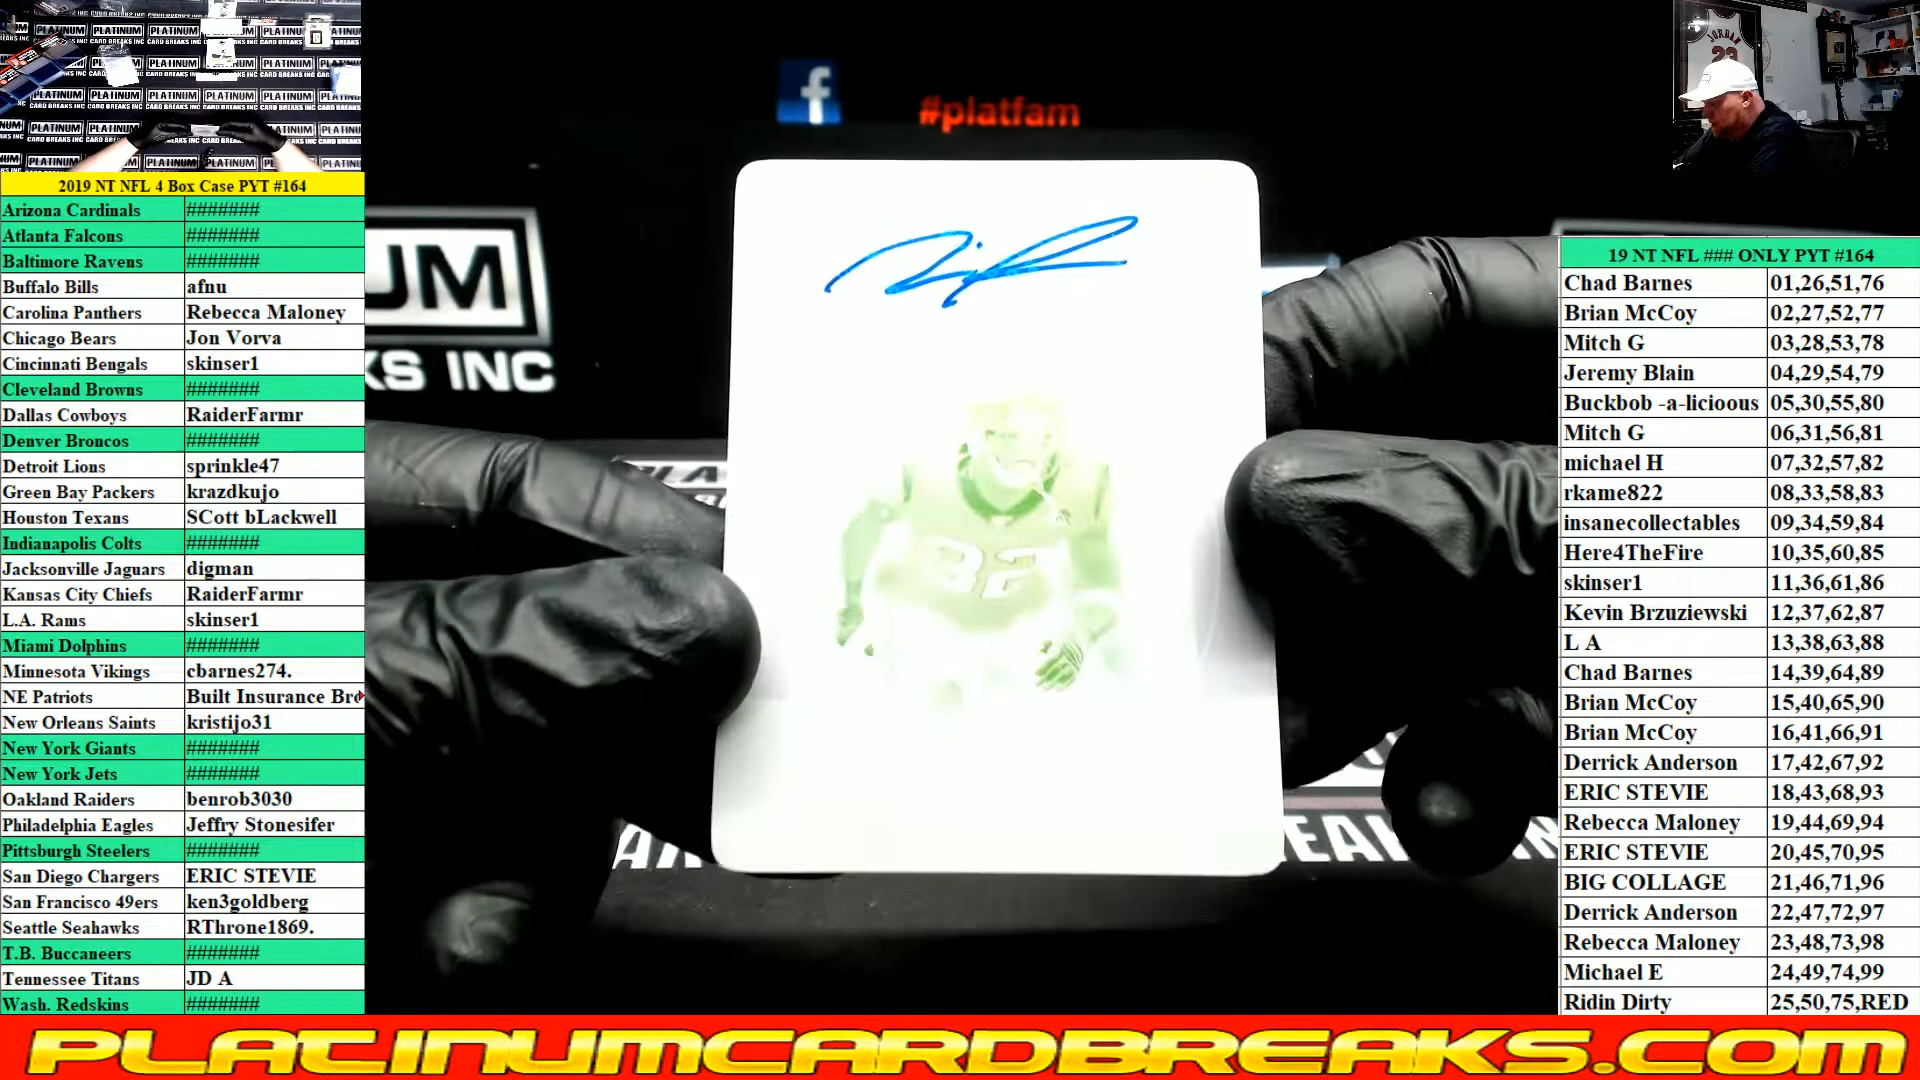 2019 NT NFL 4 Box Case PYT #164
Arizona Cardinals #######
Atlanta Falcons #######
Baltimore Ravens #######
Buffalo Bills afnu
Carolina Panthers Rebecca Maloney
Chicago Bears Jon Vorva
Cincinnati Bengals skinser1
Cleveland Browns #######
Dallas Cowboys RaiderFarmr
Denver Broncos #######
Detroit Lions sprinkle47
Green Bay Packers krazdkujo
Houston Texans SCott bLackwell
Indianapolis Colts #######
Jacksonville Jaguars digman
Kansas City Chiefs RaiderFarmr
L.A. Rams skinser1
Miami Dolphins #######
Minnesota Vikings cbarnes274.
NE Patriots Built Insurance Bro
New Orleans Saints kristijo31
New York Giants #######
New York Jets #######
Oakland Raiders benrob3030
Philadelphia Eagles Jeffry Stonesifer
Pittsburgh Steelers #######
San Diego Chargers ERIC STEVIE
San Francisco 49ers ken3goldberg
Seattle Seahawks RThrone1869.
T.B. Buccaneers #######
Tennessee Titans JD A
Wash. Redskins #######
f #platfam
UM
KS INC
32
JORDAN
23
19 NT NFL ### ONLY PYT #164
Chad Barnes 01,26,51,76
Brian McCoy 02,27,52,77
Mitch G 03,28,53,78
Jeremy Blain 04,29,54,79
Buckbob -a-licioous 05,30,55,80
Mitch G 06,31,56,81
michael H 07,32,57,82
rkame822 08,33,58,83
insanecollectables 09,34,59,84
Here4TheFire 10,35,60,85
skinser1 11,36,61,86
Kevin Brzuziewski 12,37,62,87
L A 13,38,63,88
Chad Barnes 14,39,64,89
Brian McCoy 15,40,65,90
Brian McCoy 16,41,66,91
Derrick Anderson 17,42,67,92
ERIC STEVIE 18,43,68,93
Rebecca Maloney 19,44,69,94
ERIC STEVIE 20,45,70,95
BIG COLLAGE 21,46,71,96
Derrick Anderson 22,47,72,97
Rebecca Maloney 23,48,73,98
Michael E 24,49,74,99
Ridin Dirty 25,50,75,RED
PLATINUMCARDBREAKS.COM